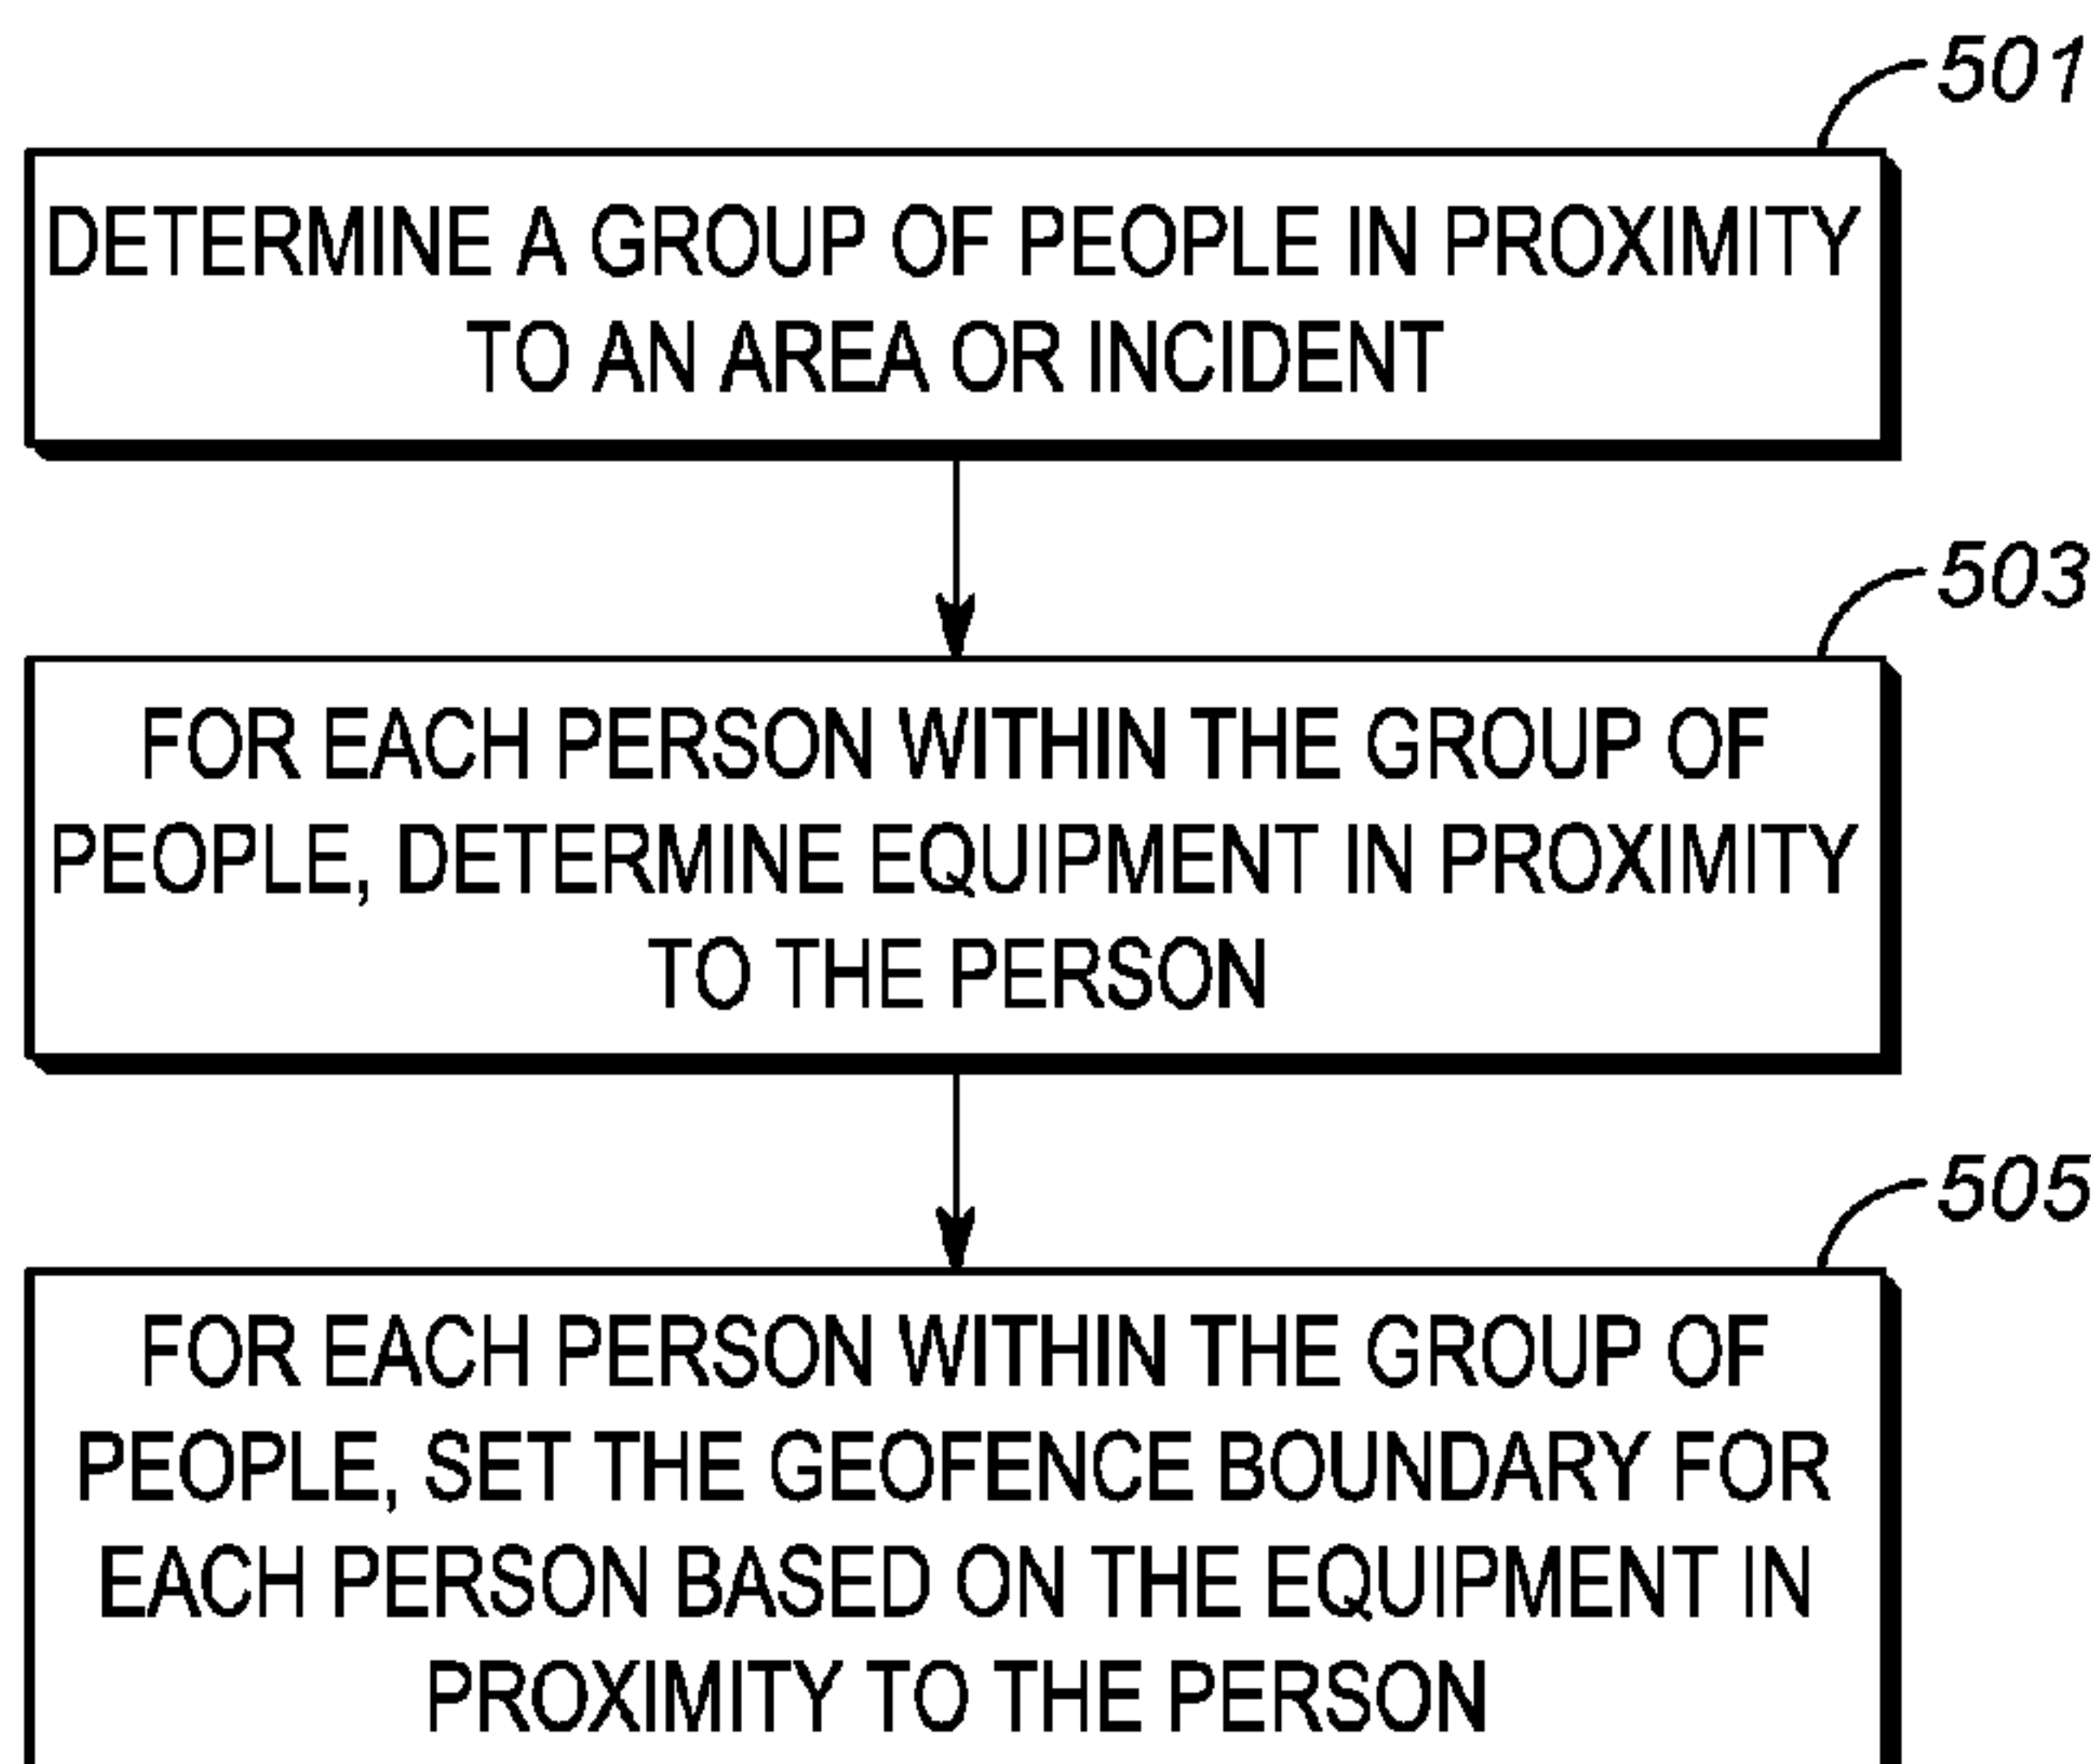 501
DETERMINE A GROUP OF PEOPLE IN PROXIMITY
TO AN AREA OR INCIDENT
503
FOR EACH PERSON WITHIN THE GROUP OF
PEOPLE, DETERMINE EQUIPMENT IN PROXIMITY
TO THE PERSON
505
FOR EACH PERSON WITHIN THE GROUP OF
PEOPLE, SET THE GEOFENCE BOUNDARY FOR
EACH PERSON BASED ON THE EQUIPMENT IN
PROXIMITY TO THE PERSON